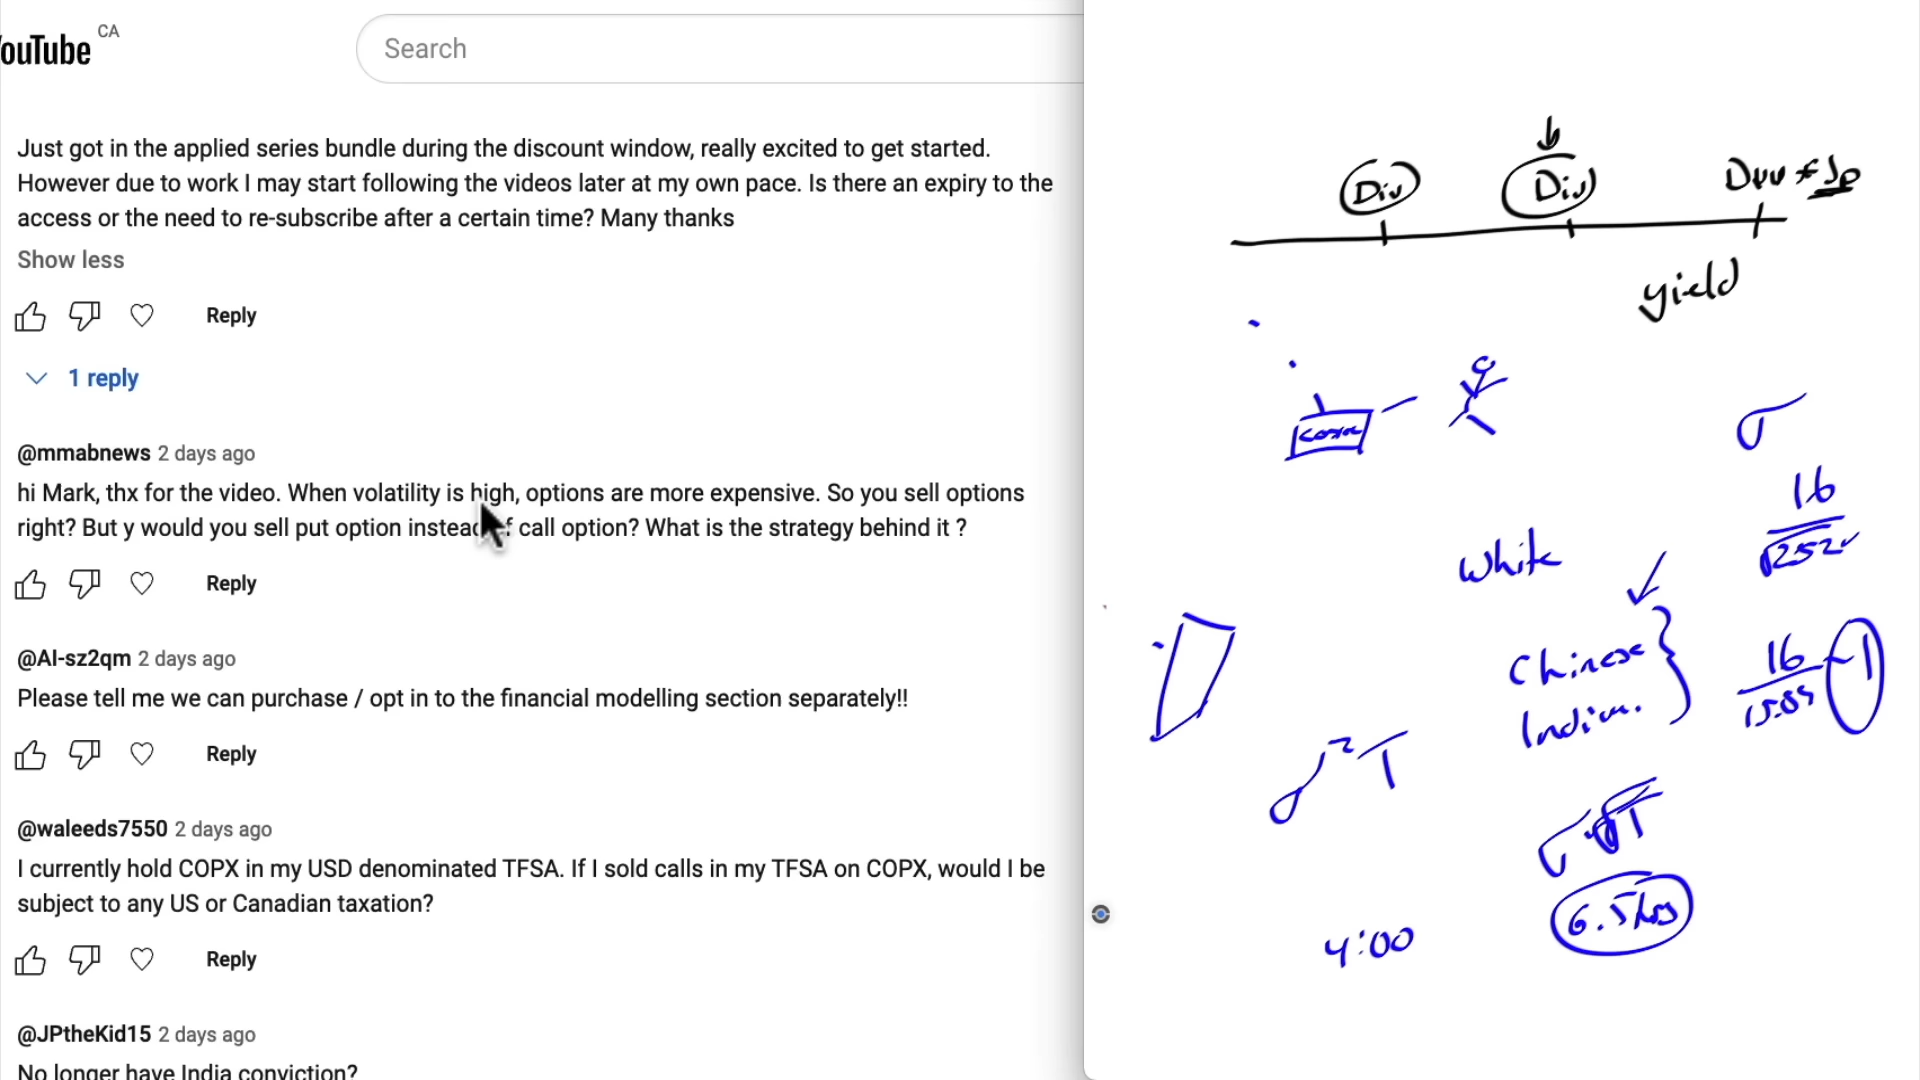 ouTube CA
Search
Just got in the applied series bundle during the discount window, really excited to get started.
However due to work I may start following the videos later at my own pace. Is there an expiry to the
access or the need to re-subscribe after a certain time? Many thanks
Show less
Reply
1 reply
@mmabnews 2 days ago
hi Mark, thx for the video. When volatility is high, options are more expensive. So you sell options
right? But y would you sell put option instead of call option? What is the strategy behind it ?
Reply
@AI-sz2qm 2 days ago
Please tell me we can purchase / opt in to the financial modelling section separately!!
Reply
@waleeds7550 2 days ago
I currently hold COPX in my USD denominated TFSA. If I sold calls in my TFSA on COPX, would I be
subject to any US or Canadian taxation?
Reply
@JPtheKid15 2 days ago
No longer have India conviction?
Div Div
yield
σ
16
√252
White
Chinese
16
1
σ²T
σ√T
6.5hrs
4:00